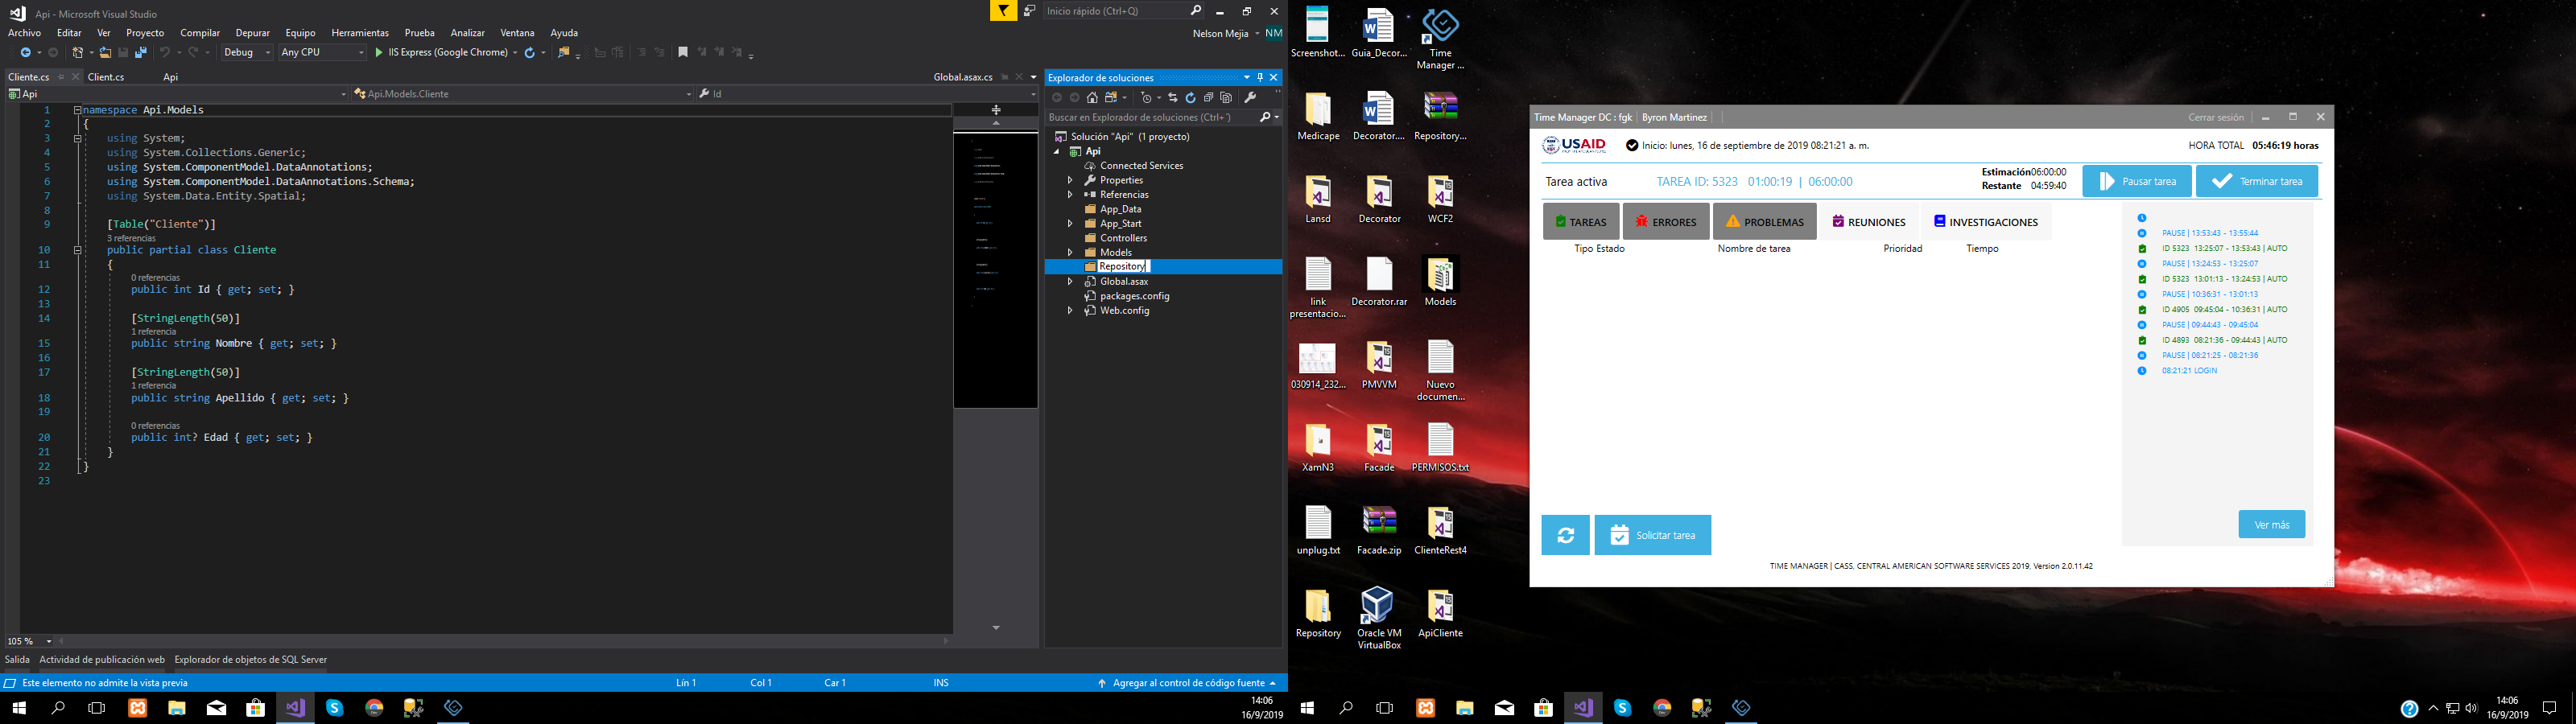 Api - Microsoft Visual Studio
Inicio rápido (Ctrl+Q)
Archivo Editar Ver Proyecto Compilar Depurar Equipo Herramientas Prueba Analizar Ventana Ayuda
Nelson Mejia NM
Debug Any CPU IIS Express (Google Chrome)
Cliente.cs Client.cs Api Global.asax.cs
Api Api.Models.Cliente Id
1 namespace Api.Models
2 {
3 using System;
4 using System.Collections.Generic;
5 using System.ComponentModel.DataAnnotations;
6 using System.ComponentModel.DataAnnotations.Schema;
7 using System.Data.Entity.Spatial;
8
9 [Table("Cliente")]
3 referencias
10 public partial class Cliente
11 {
0 referencias
12 public int Id { get; set; }
13
14 [StringLength(50)]
1 referencia
15 public string Nombre { get; set; }
16
17 [StringLength(50)]
1 referencia
18 public string Apellido { get; set; }
19
0 referencias
20 public int? Edad { get; set; }
21 }
22 }
23
105 %
Explorador de soluciones
Buscar en Explorador de soluciones (Ctrl+´)
Solución "Api" (1 proyecto)
Api
Connected Services
Properties
Referencias
App_Data
App_Start
Controllers
Models
Repository
Global.asax
packages.config
Web.config
Salida Actividad de publicación web Explorador de objetos de SQL Server
Este elemento no admite la vista previa Lín 1 Col 1 Car 1 INS Agregar al control de código fuente
14:06
16/9/2019
Screenshot... Guia_Decor... Time Manager ...
Medicape Decorator.... Repository...
Lansd Decorator WCF2
link presentacio... Decorator.rar Models
030914_232... PMVVM Nuevo documen...
XamN3 Facade PERMISOS.txt
unplug.txt Facade.zip ClienteRest4
Repository Oracle VM VirtualBox ApiCliente
Time Manager DC : fgk Byron Martinez Cerrar sesión
USAID Inicio: lunes, 16 de septiembre de 2019 08:21:21 a. m. HORA TOTAL 05:46:19 horas
Tarea activa TAREA ID: 5323 01:00:19 | 06:00:00
Estimación 06:00:00
Restante 04:59:40
Pausar tarea Terminar tarea
TAREAS ERRORES PROBLEMAS REUNIONES INVESTIGACIONES
Tipo Estado Nombre de tarea Prioridad Tiempo
PAUSE | 13:53:43 - 13:55:44
ID 5323 13:25:07 - 13:53:43 | AUTO
PAUSE | 13:24:53 - 13:25:07
ID 5323 13:01:13 - 13:24:53 | AUTO
PAUSE | 10:36:31 - 13:01:13
ID 4905 09:45:04 - 10:36:31 | AUTO
PAUSE | 09:44:43 - 09:45:04
ID 4893 08:21:36 - 09:44:43 | AUTO
PAUSE | 08:21:25 - 08:21:36
08:21:21 LOGIN
Ver más
Solicitar tarea
TIME MANAGER | CASS, CENTRAL AMERICAN SOFTWARE SERVICES 2019, Version 2.0.11.42
14:06
16/9/2019